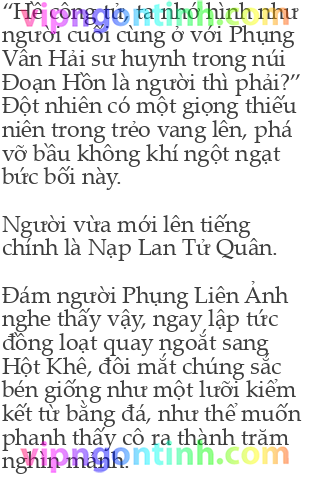 “Hề công tử, ta nhớ hình như
vipngontinh.com
người cuối cùng ở với Phụng
Vân Hải sư huynh trong núi
Đoạn Hồn là người thì phải?”
Đột nhiên có một giọng thiếu
niên trong trẻo vang lên, phá
vỡ bầu không khí ngột ngạt
bức bối này.
Người vừa mới lên tiếng
chính là Nạp Lan Tử Quân.
Đám người Phụng Liên Ảnh
nghe thấy vậy, ngay lập tức
đồng loạt quay ngoắt sang
Hột Khê, đôi mắt chúng sắc
bén giống như một lưỡi kiếm
kết từ băng đá, như thể muốn
phanh thấy cô ra thành trăm
nghìn mảnh.
vipngontinh.com